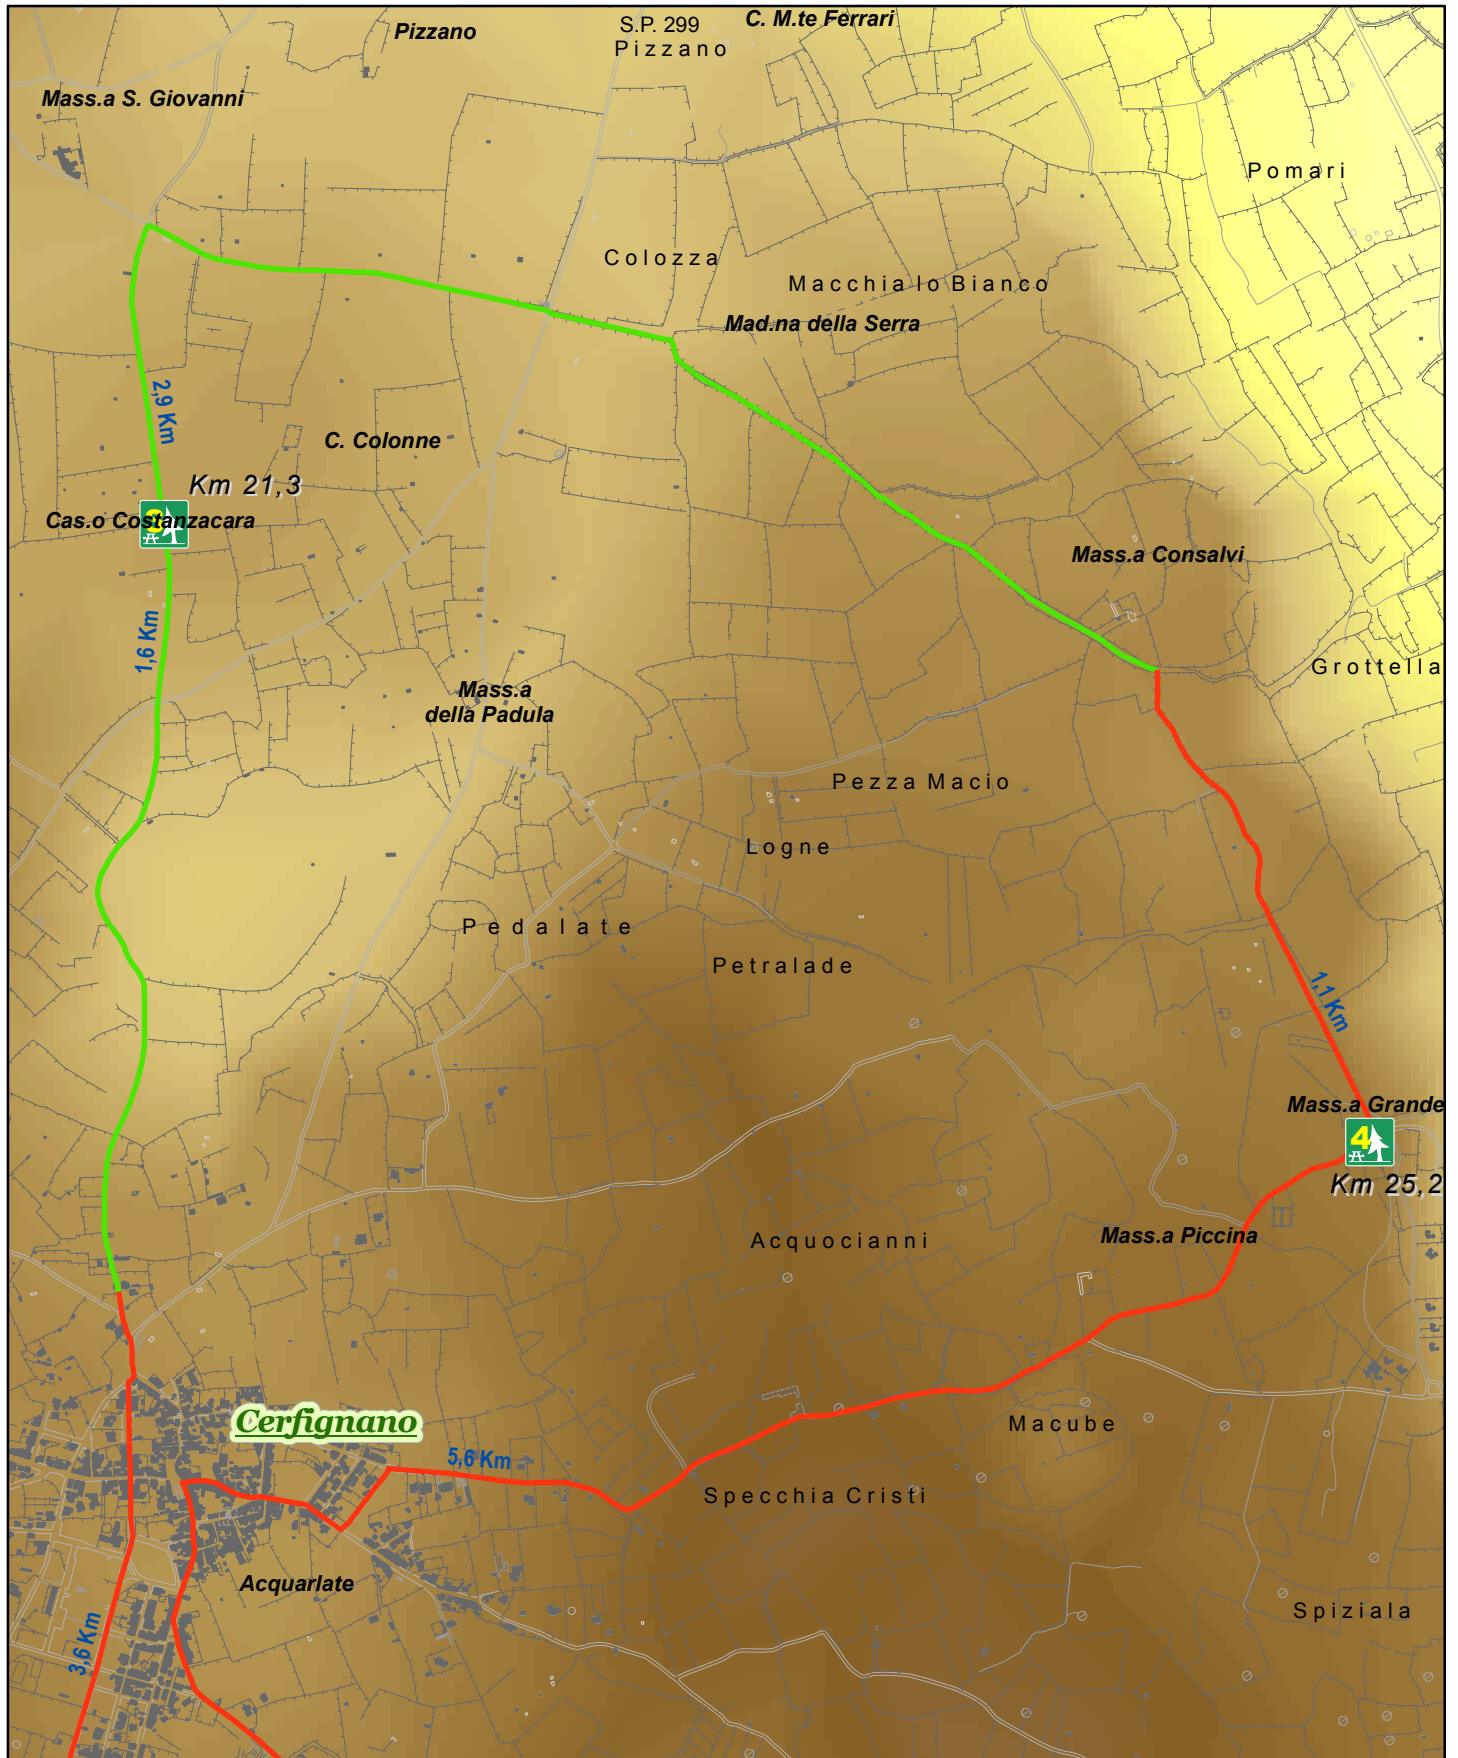 Pizzano
S.P. 299
Pizzano
C. M.te Ferrari
Mass.a S. Giovanni
Pomari
Colozza
Macchia lo Bianco
Mad.na della Serra
2,9 Km
C. Colonne
Km 21,3
Cas.o Costanzacara
Mass.a Consalvi
1,6 Km
Grottella
Mass.a
della Padula
Pezza Macio
Logne
Pedalate
Petralade
1,1 Km
Mass.a Grande
4
Km 25,2
Mass.a Piccina
Acquocianni
Cerfignano
Macube
5,6 Km
Specchia Cristi
Acquarlate
Spiziala
3,6 Km